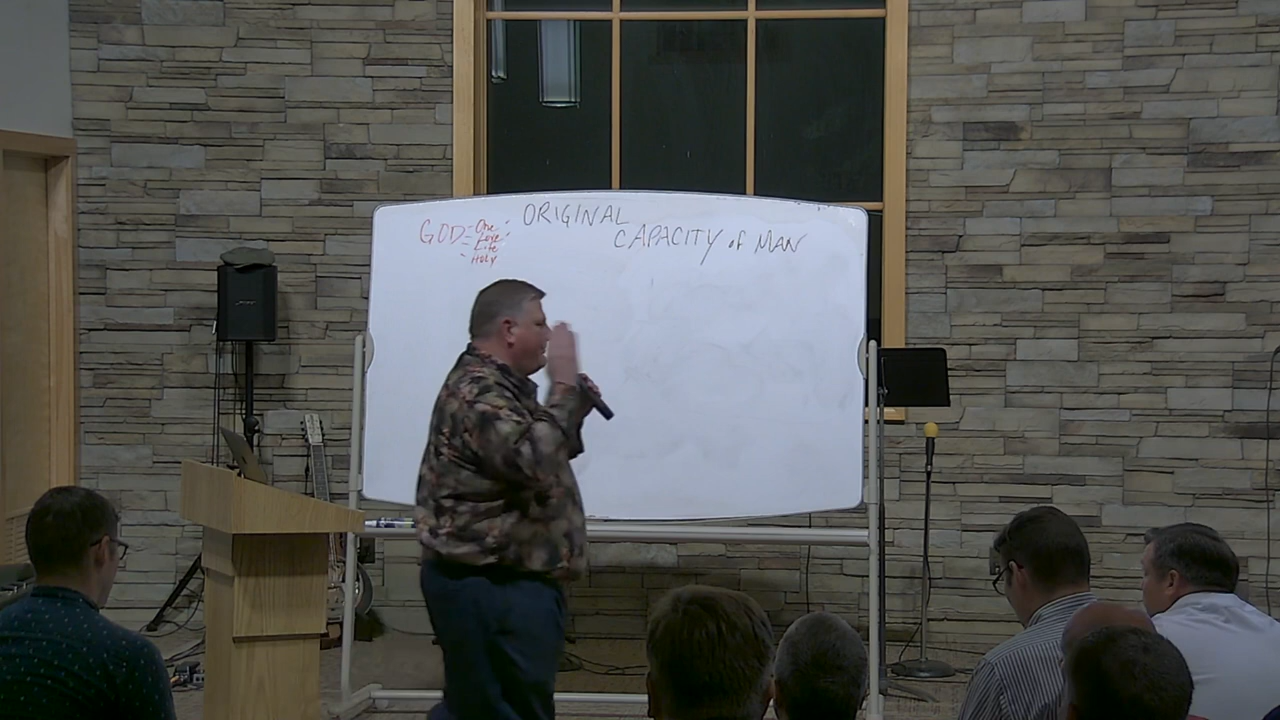 GOD - One
Love
Life
Holy
ORIGINAL
CAPACITY of MAN